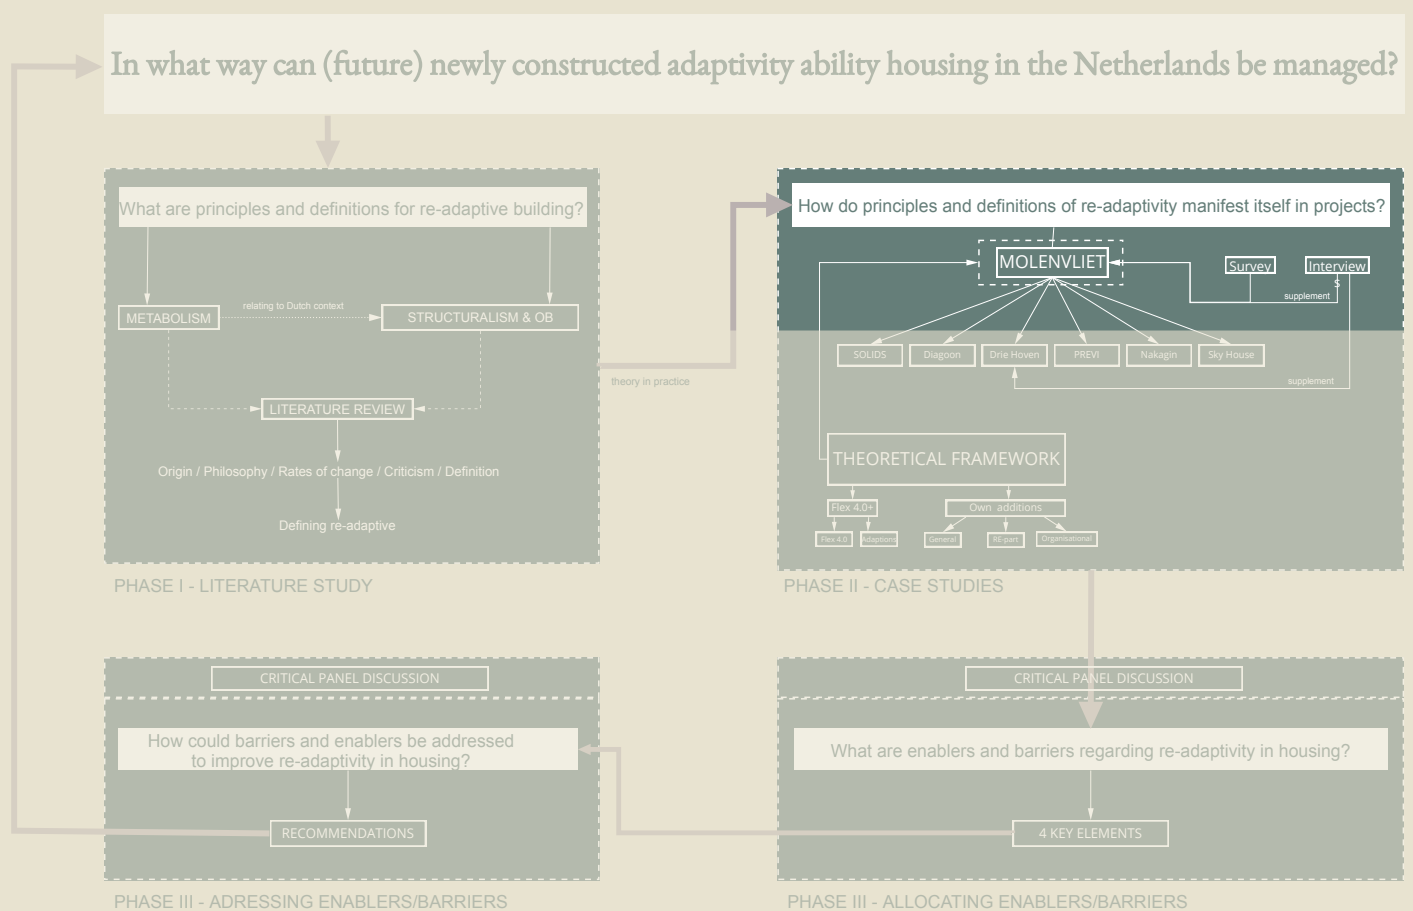 In what way can (future) newly constructed adaptivity ability housing in the Netherlands be managed?
What are principles and definitions for re-adaptive building?
METABOLISM
relating to Dutch context
STRUCTURALISM & OB
LITERATURE REVIEW
Origin / Philosophy / Rates of change / Criticism / Definition
Defining re-adaptive
PHASE I - LITERATURE STUDY
theory in practice
How do principles and definitions of re-adaptivity manifest itself in projects?
MOLENVLIET
Survey
Interview
s
supplement
SOLIDS
Diagoon
Drie Hoven
PREVI
Nakagin
Sky House
supplement
THEORETICAL FRAMEWORK
Flex 4.0+
Own additions
Flex 4.0
Adaptions
General
RE-part
Organisational
PHASE II - CASE STUDIES
CRITICAL PANEL DISCUSSION
How could barriers and enablers be addressed
to improve re-adaptivity in housing?
RECOMMENDATIONS
PHASE III - ADRESSING ENABLERS/BARRIERS
CRITICAL PANEL DISCUSSION
What are enablers and barriers regarding re-adaptivity in housing?
4 KEY ELEMENTS
PHASE III - ALLOCATING ENABLERS/BARRIERS